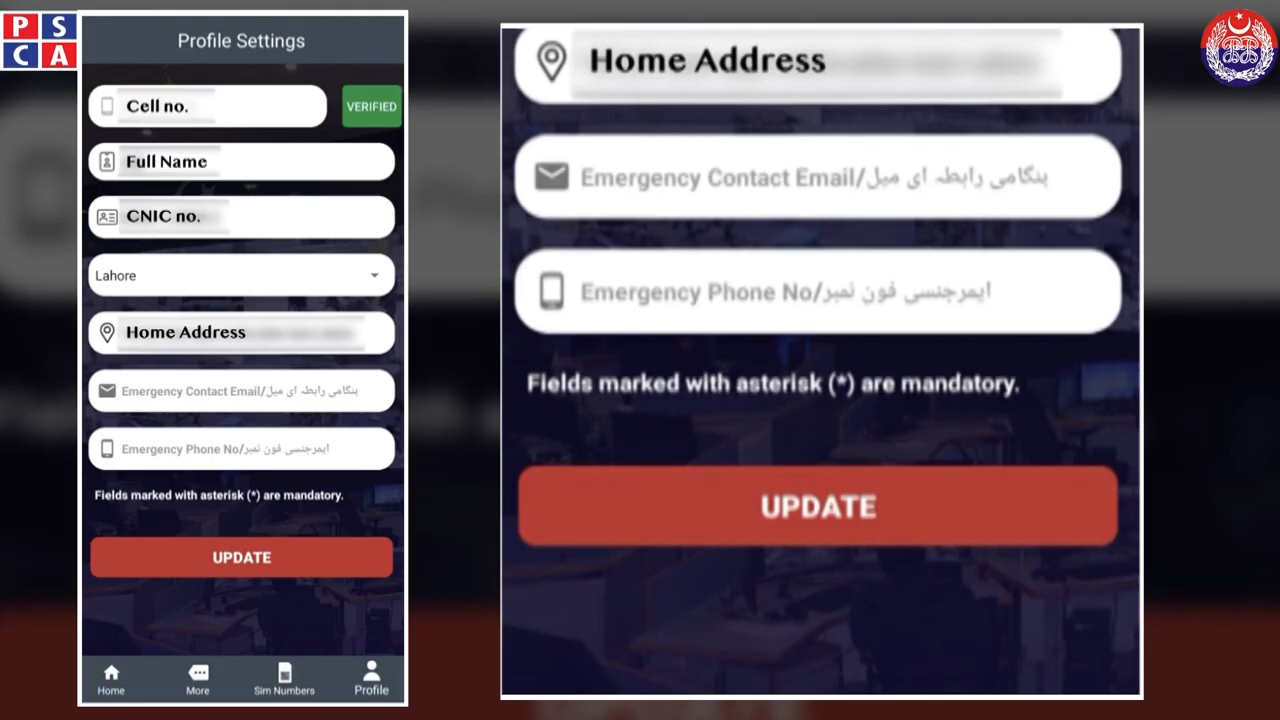 P S
C A
Profile Settings
Cell no.
VERIFIED
Full Name
CNIC no.
Lahore
Home Address
Emergency Contact Email/ہنگامی رابطہ ای میل
Emergency Phone No/ایمرجنسی فون نمبر
Fields marked with asterisk (*) are mandatory.
UPDATE
Home
More
Sim Numbers
Profile
Home Address
Emergency Contact Email/ہنگامی رابطہ ای میل
Emergency Phone No/ایمرجنسی فون نمبر
Fields marked with asterisk (*) are mandatory.
UPDATE